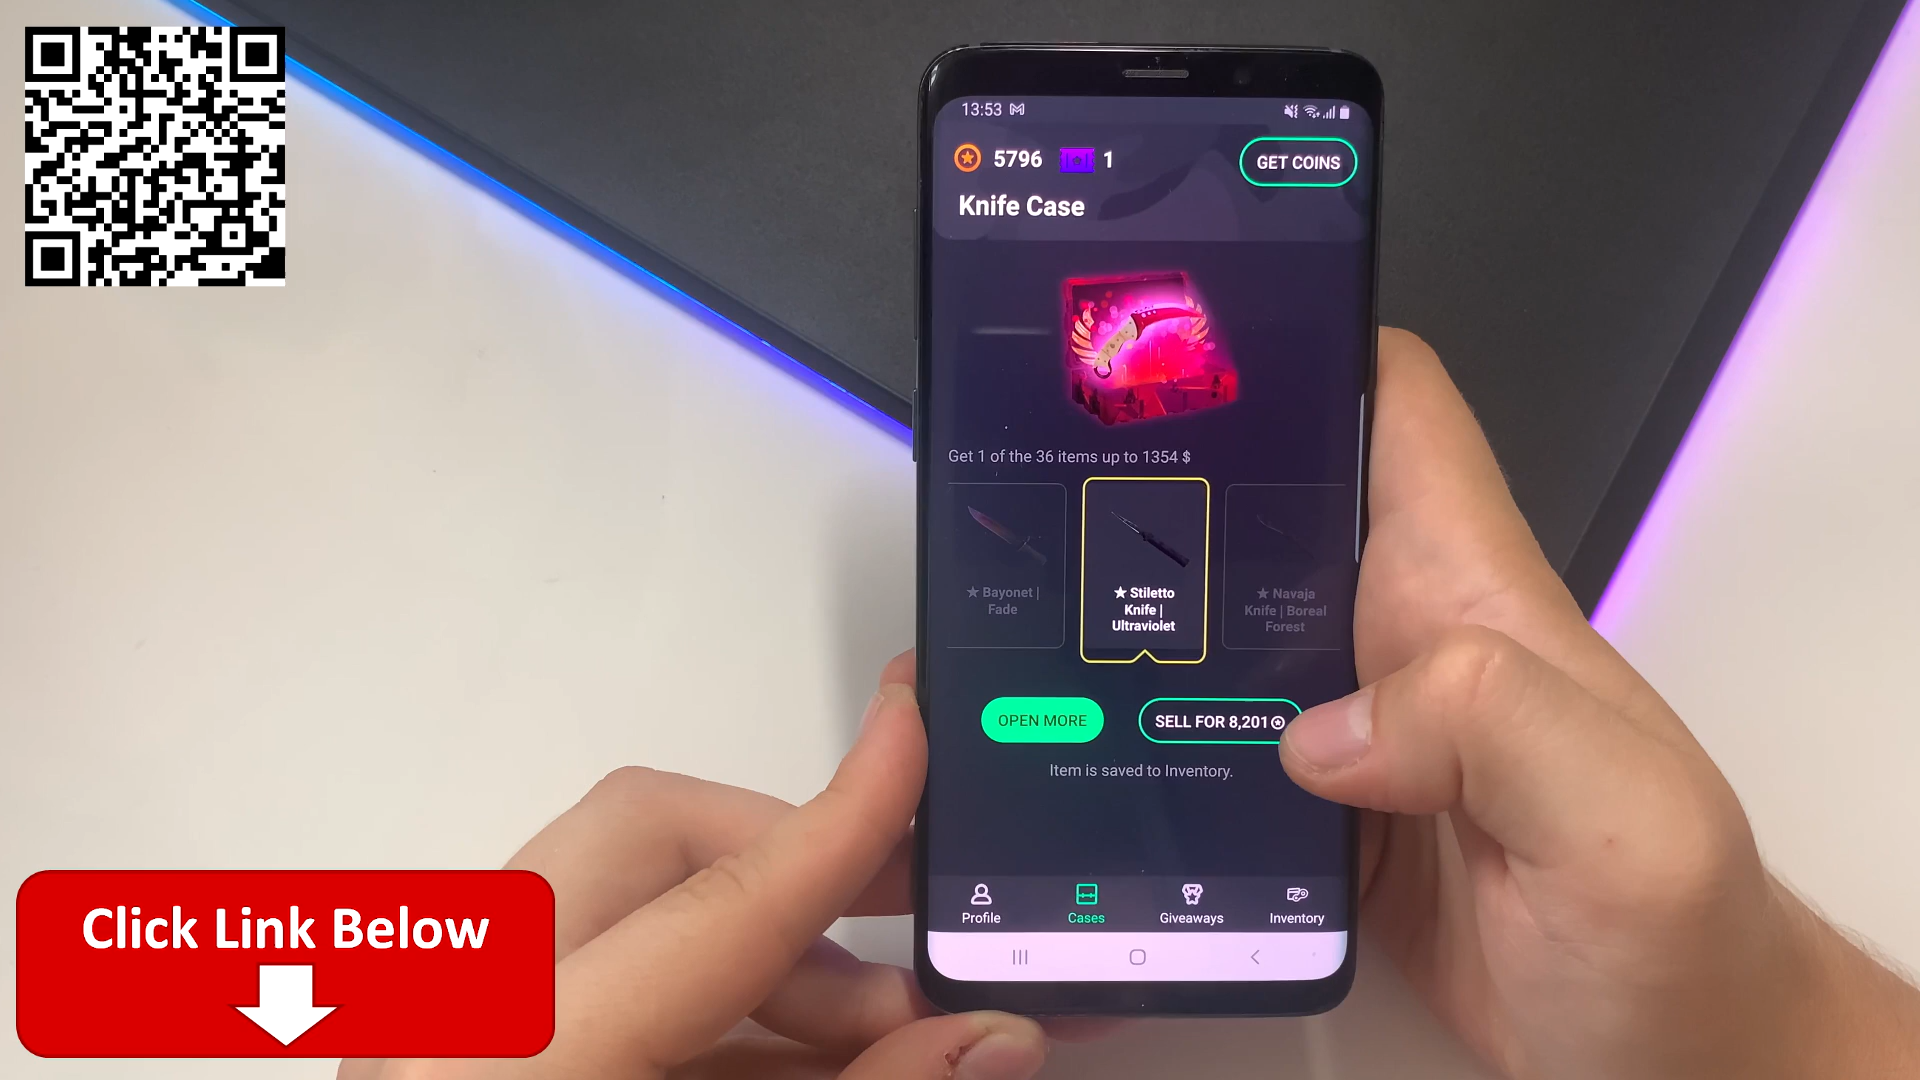 13:53
5796 1 GET COINS
Knife Case
Get 1 of the 36 items up to 1354 $
★ Bayonet |
Fade
★ Stiletto
Knife |
Ultraviolet
★ Navaja
Knife | Boreal
Forest
OPEN MORE
SELL FOR 8,201
Item is saved to Inventory.
Profile
Cases
Giveaways
Inventory
Click Link Below